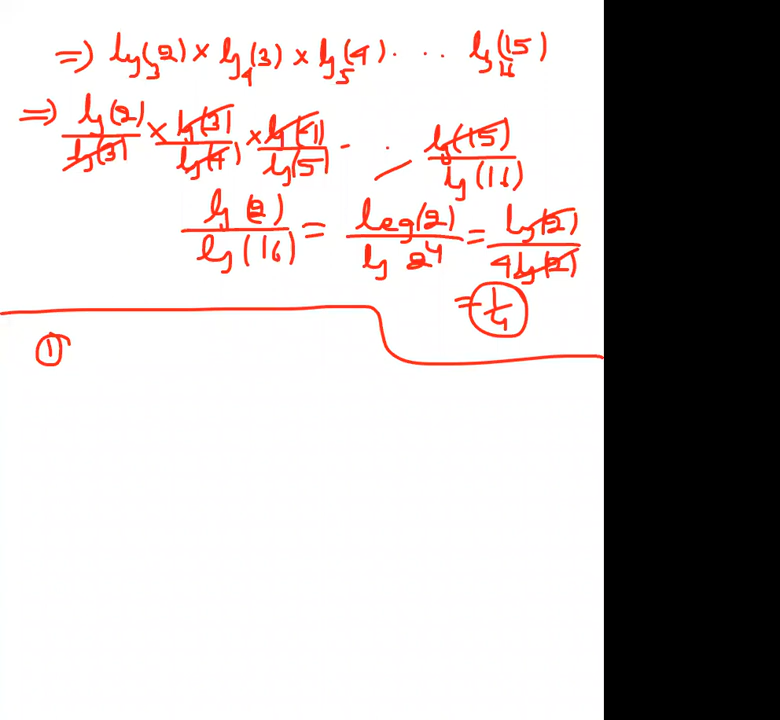 =) log₃(2) × log₄(3) × log₅(4) . . . log₁₆(15)
=) log(2)/log(3) × log(3)/log(4) × log(4)/log(5) - . log(15)/log(16)
log(2)/log(16) = log(2)/log 2⁴ = log(2)/4log(2)
= 1/4
①